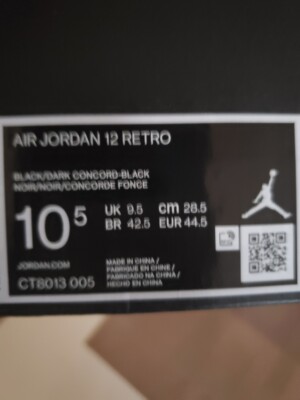 AIR JORDAN 12 RETRO
BLACK/DARK CONCORD-BLACK
NOIR/NOIR/CONCORDE FONCE
10 5 UK 9.5 cm 28.5
BR 42.5 EUR 44.5
JORDAN.COM
CT8013 005
MADE IN CHINA /
FABRIQUE EN CHINE /
FABRICADO NA CHINA /
HECHO EN CHINA